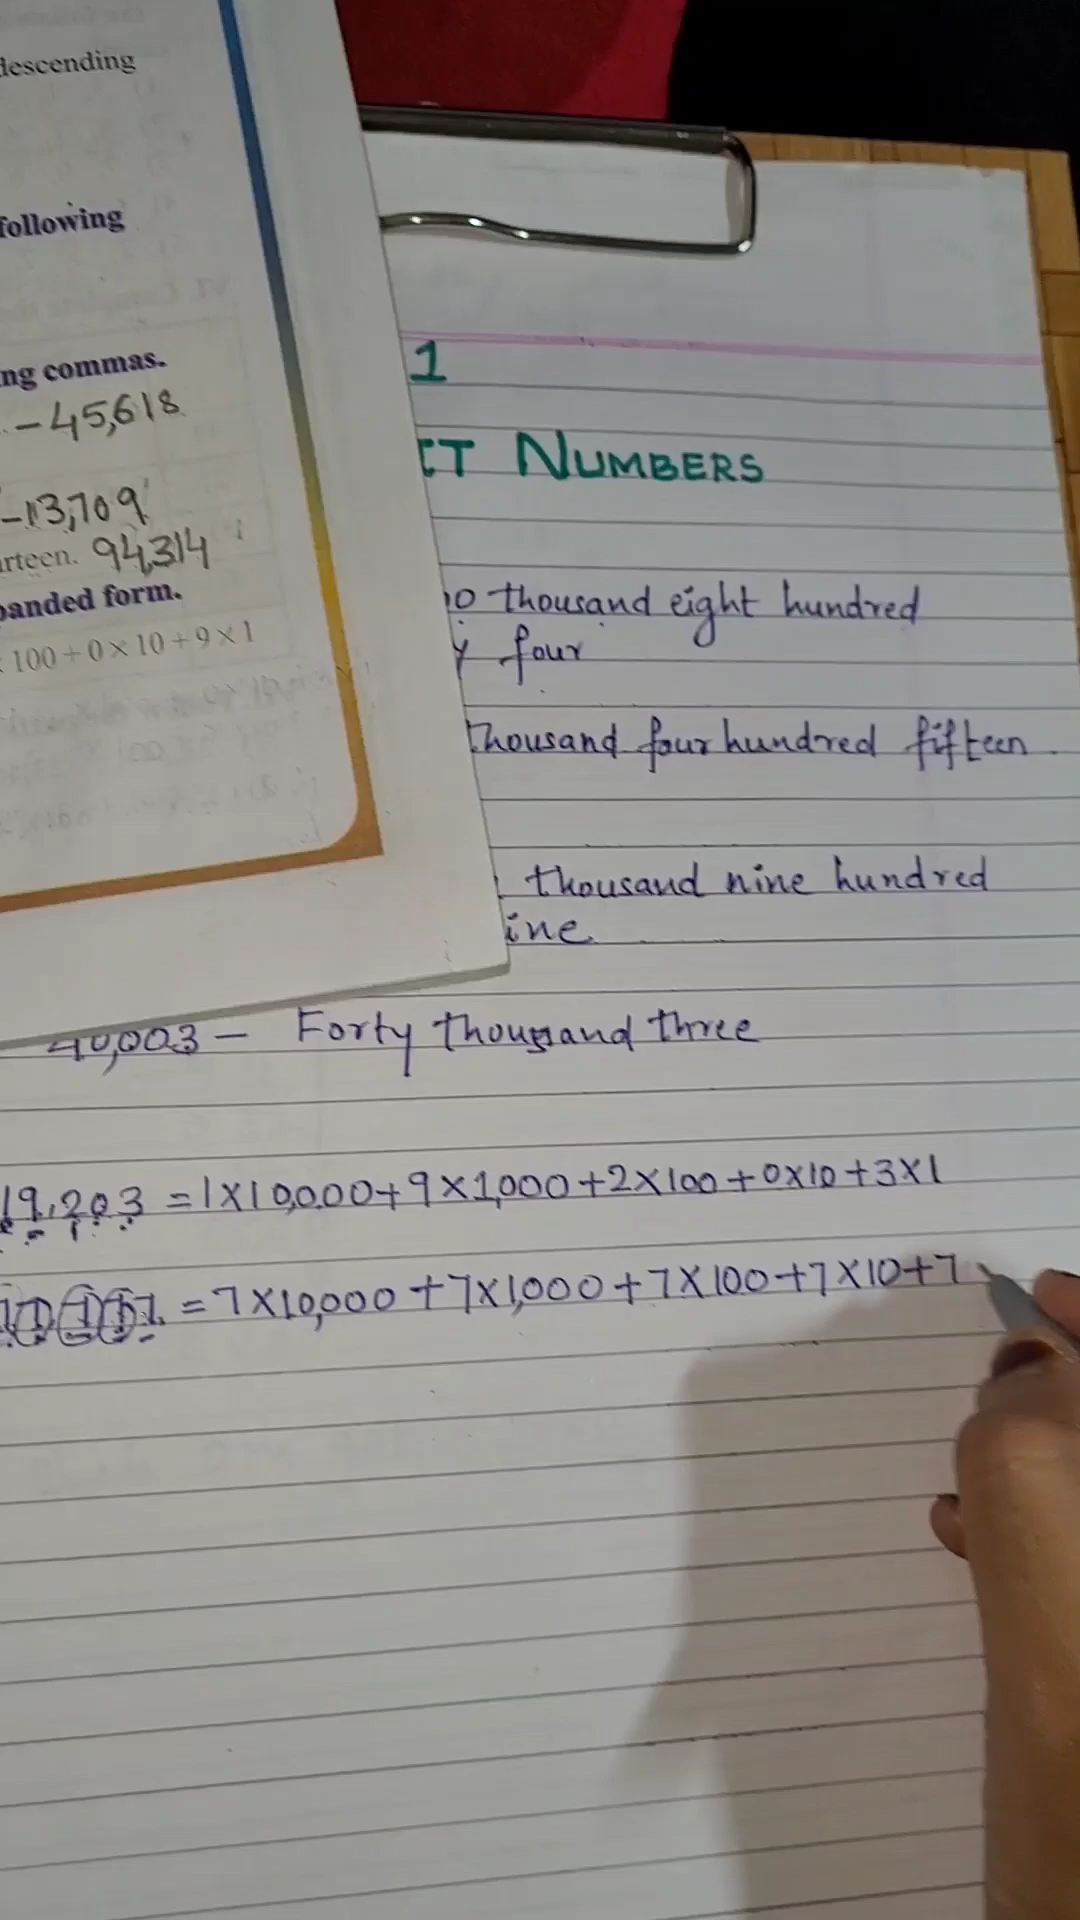 descending
following
ng commas.
- 45,618
- 13,709
rteen. 94,314
panded form.
100 + 0 × 10 + 9 × 1
1
IT NUMBERS
o thousand eight hundred
y four
thousand four hundred fifteen
thousand nine hundred
ine
40,003 - Forty thousand three
19,203 = 1 × 10,000 + 9 × 1,000 + 2 × 100 + 0 × 10 + 3 × 1
= 7 × 10,000 + 7 × 1,000 + 7 × 100 + 7 × 10 + 7